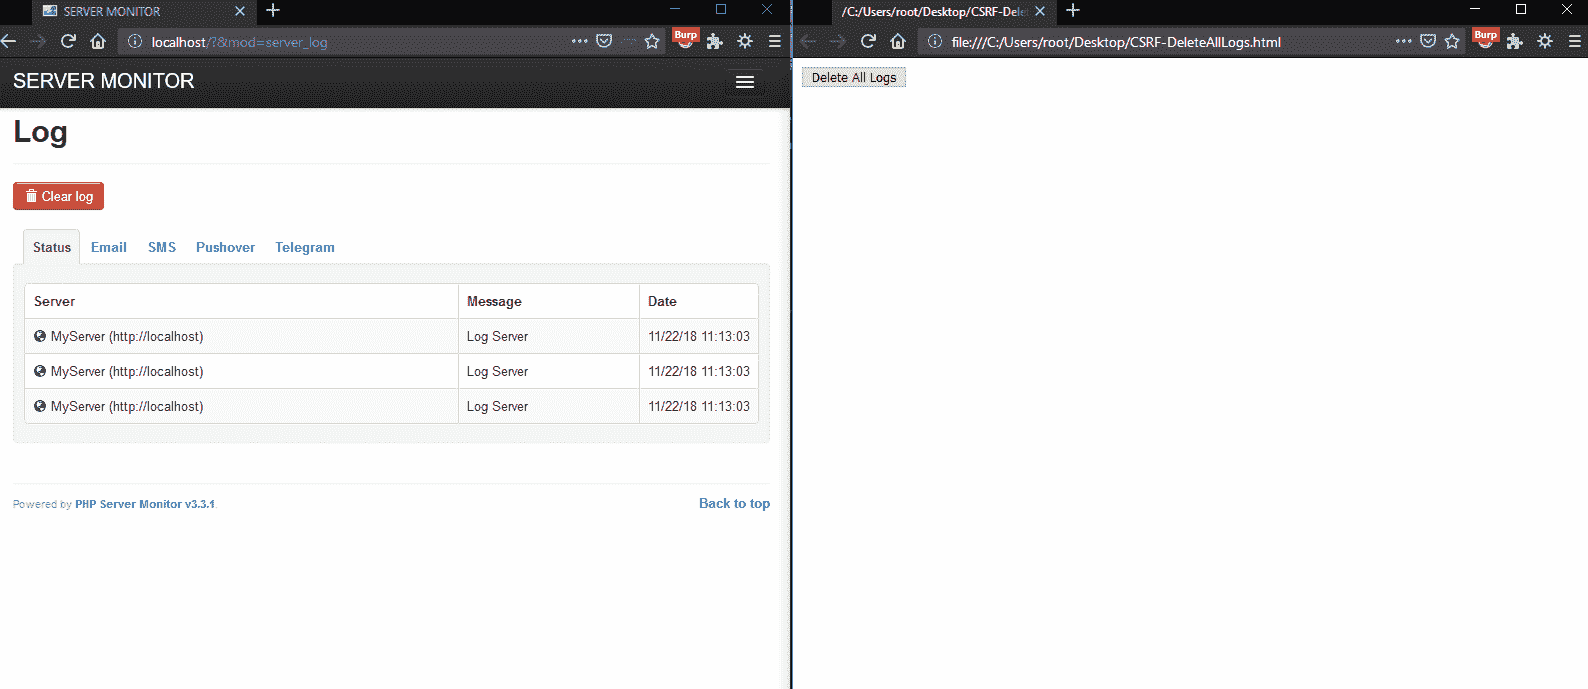 SERVER MONITOR
localhost/?&mod=server_log
Burp
SERVER MONITOR
Log
Clear log
Status Email SMS Pushover Telegram
Server Message Date
MyServer (http://localhost) Log Server 11/22/18 11:13:03
MyServer (http://localhost) Log Server 11/22/18 11:13:03
MyServer (http://localhost) Log Server 11/22/18 11:13:03
Powered by PHP Server Monitor v3.3.1.
Back to top
/C:/Users/root/Desktop/CSRF-Dele
file:///C:/Users/root/Desktop/CSRF-DeleteAllLogs.html
Burp
Delete All Logs